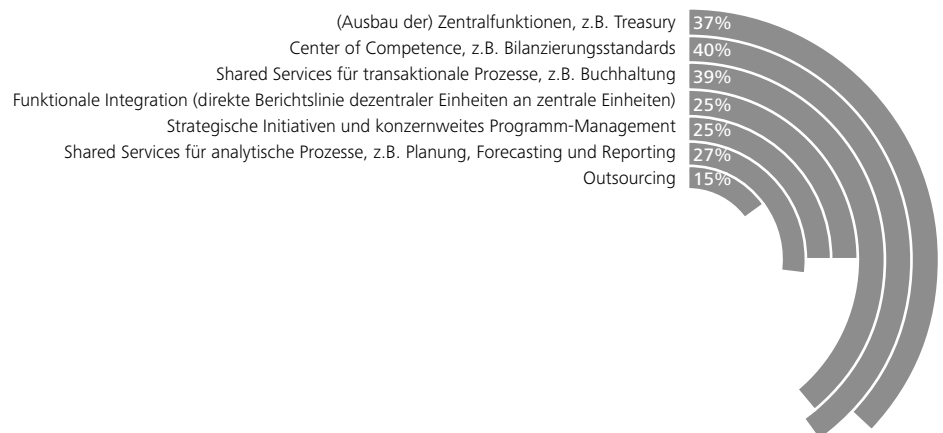 (Ausbau der) Zentralfunktionen, z.B. Treasury 37%
Center of Competence, z.B. Bilanzierungsstandards 40%
Shared Services für transaktionale Prozesse, z.B. Buchhaltung 39%
Funktionale Integration (direkte Berichtslinie dezentraler Einheiten an zentrale Einheiten) 25%
Strategische Initiativen und konzernweites Programm-Management 25%
Shared Services für analytische Prozesse, z.B. Planung, Forecasting und Reporting 27%
Outsourcing 15%